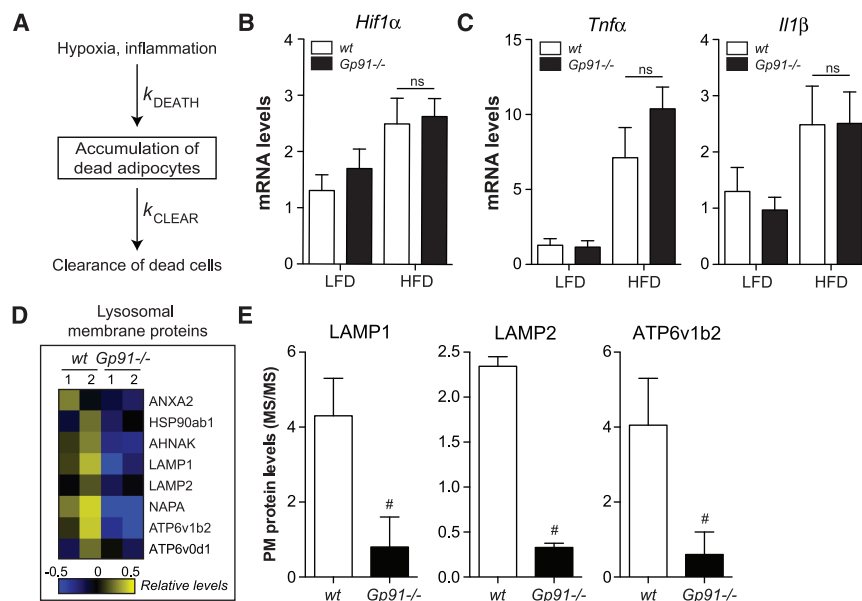 A
Hypoxia, inflammation
kDEATH
Accumulation of
dead adipocytes
kCLEAR
Clearance of dead cells
B
Hif1α
mRNA levels
4
3
2
1
0
wt
Gp91-/-
ns
LFD
HFD
C
Tnfα
mRNA levels
15
10
5
0
wt
Gp91-/-
ns
LFD
HFD
Il1β
4
3
2
1
0
wt
Gp91-/-
ns
LFD
HFD
D
Lysosomal
membrane proteins
wt Gp91-/-
1 2 1 2
ANXA2
HSP90ab1
AHNAK
LAMP1
LAMP2
NAPA
ATP6v1b2
ATP6v0d1
-0.5 0 0.5
Relative levels
E
PM protein levels (MS/MS)
LAMP1
6
4
2
0
#
wt Gp91-/-
LAMP2
2.5
2.0
1.5
1.0
0.5
0.0
#
wt Gp91-/-
ATP6v1b2
6
4
2
0
#
wt Gp91-/-